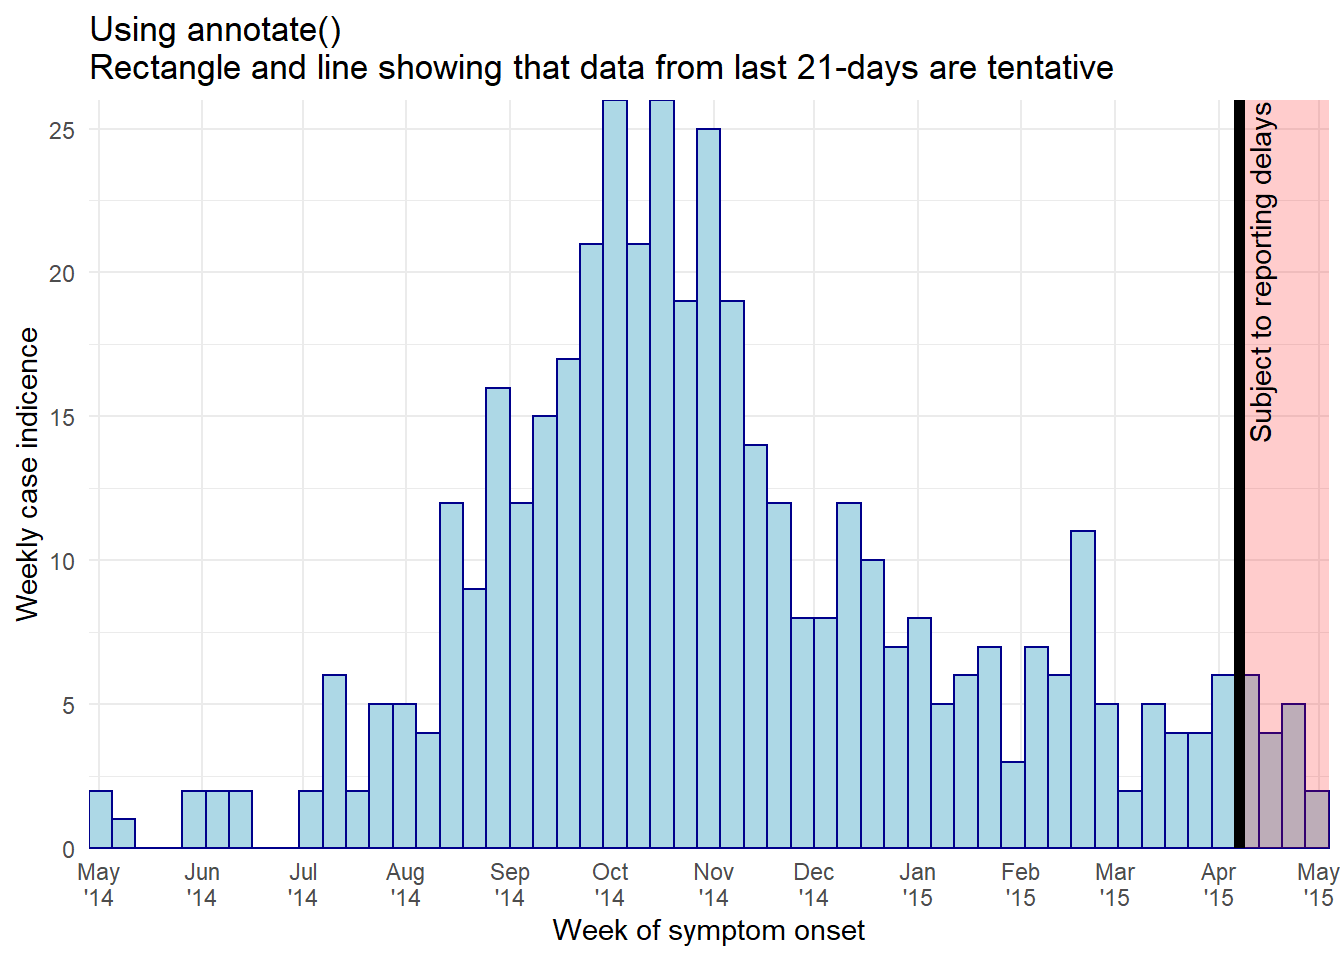 Using annotate()
Rectangle and line showing that data from last 21-days are tentative
Weekly case indicence
25
20
15
10
5
0
Subject to reporting delays
May Jun Jul Aug Sep Oct Nov Dec Jan Feb Mar Apr May
'14 '14 '14 '14 '14 '14 '14 '14 '15 '15 '15 '15 '15
Week of symptom onset